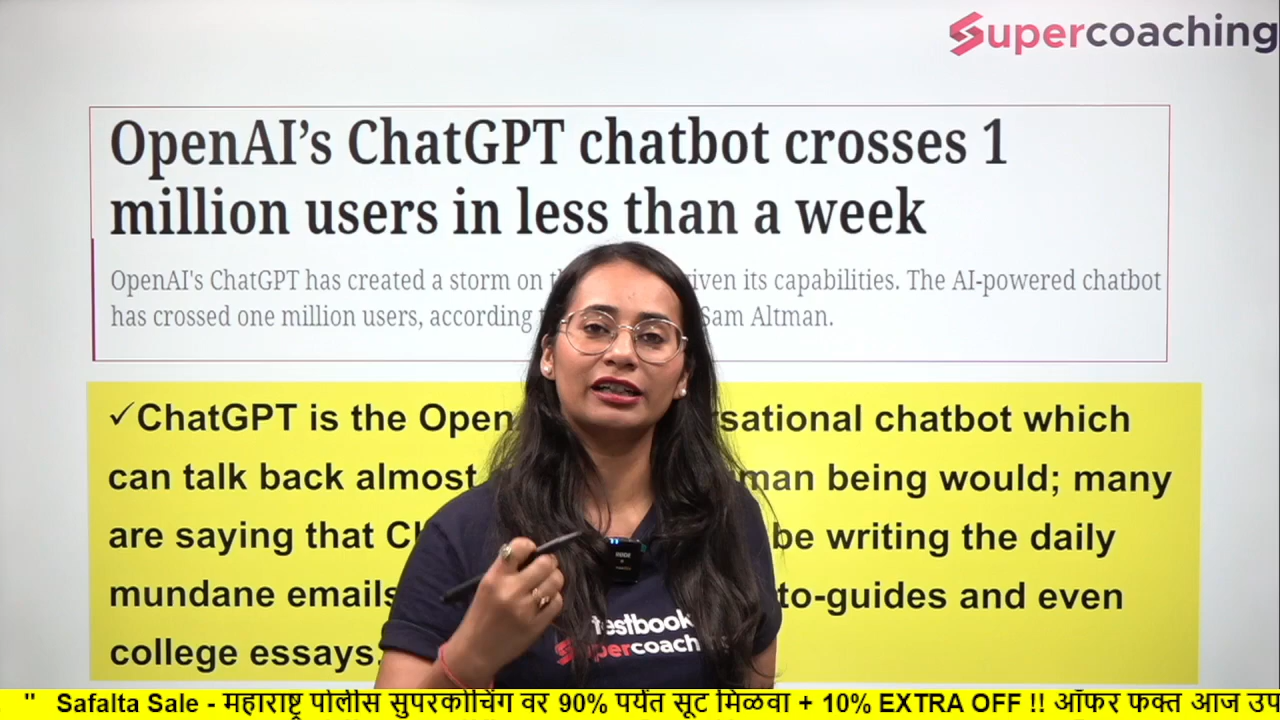 Supercoaching
OpenAI’s ChatGPT chatbot crosses 1
million users in less than a week
OpenAI's ChatGPT has created a storm on given its capabilities. The AI-powered chatbot
has crossed one million users, according Sam Altman.
✓ChatGPT is the Open which
can talk back almost being would; many
are saying that be writing the daily
mundane emails to-guides and even
college essays.
chatbot
testbook
Supercoach
" Safalta Sale - महाराष्ट्र पोलीस सुपरकोचिंग वर 90% पर्यंत सूट मिळवा + 10% EXTRA OFF !! ऑफर फक्त आज उप